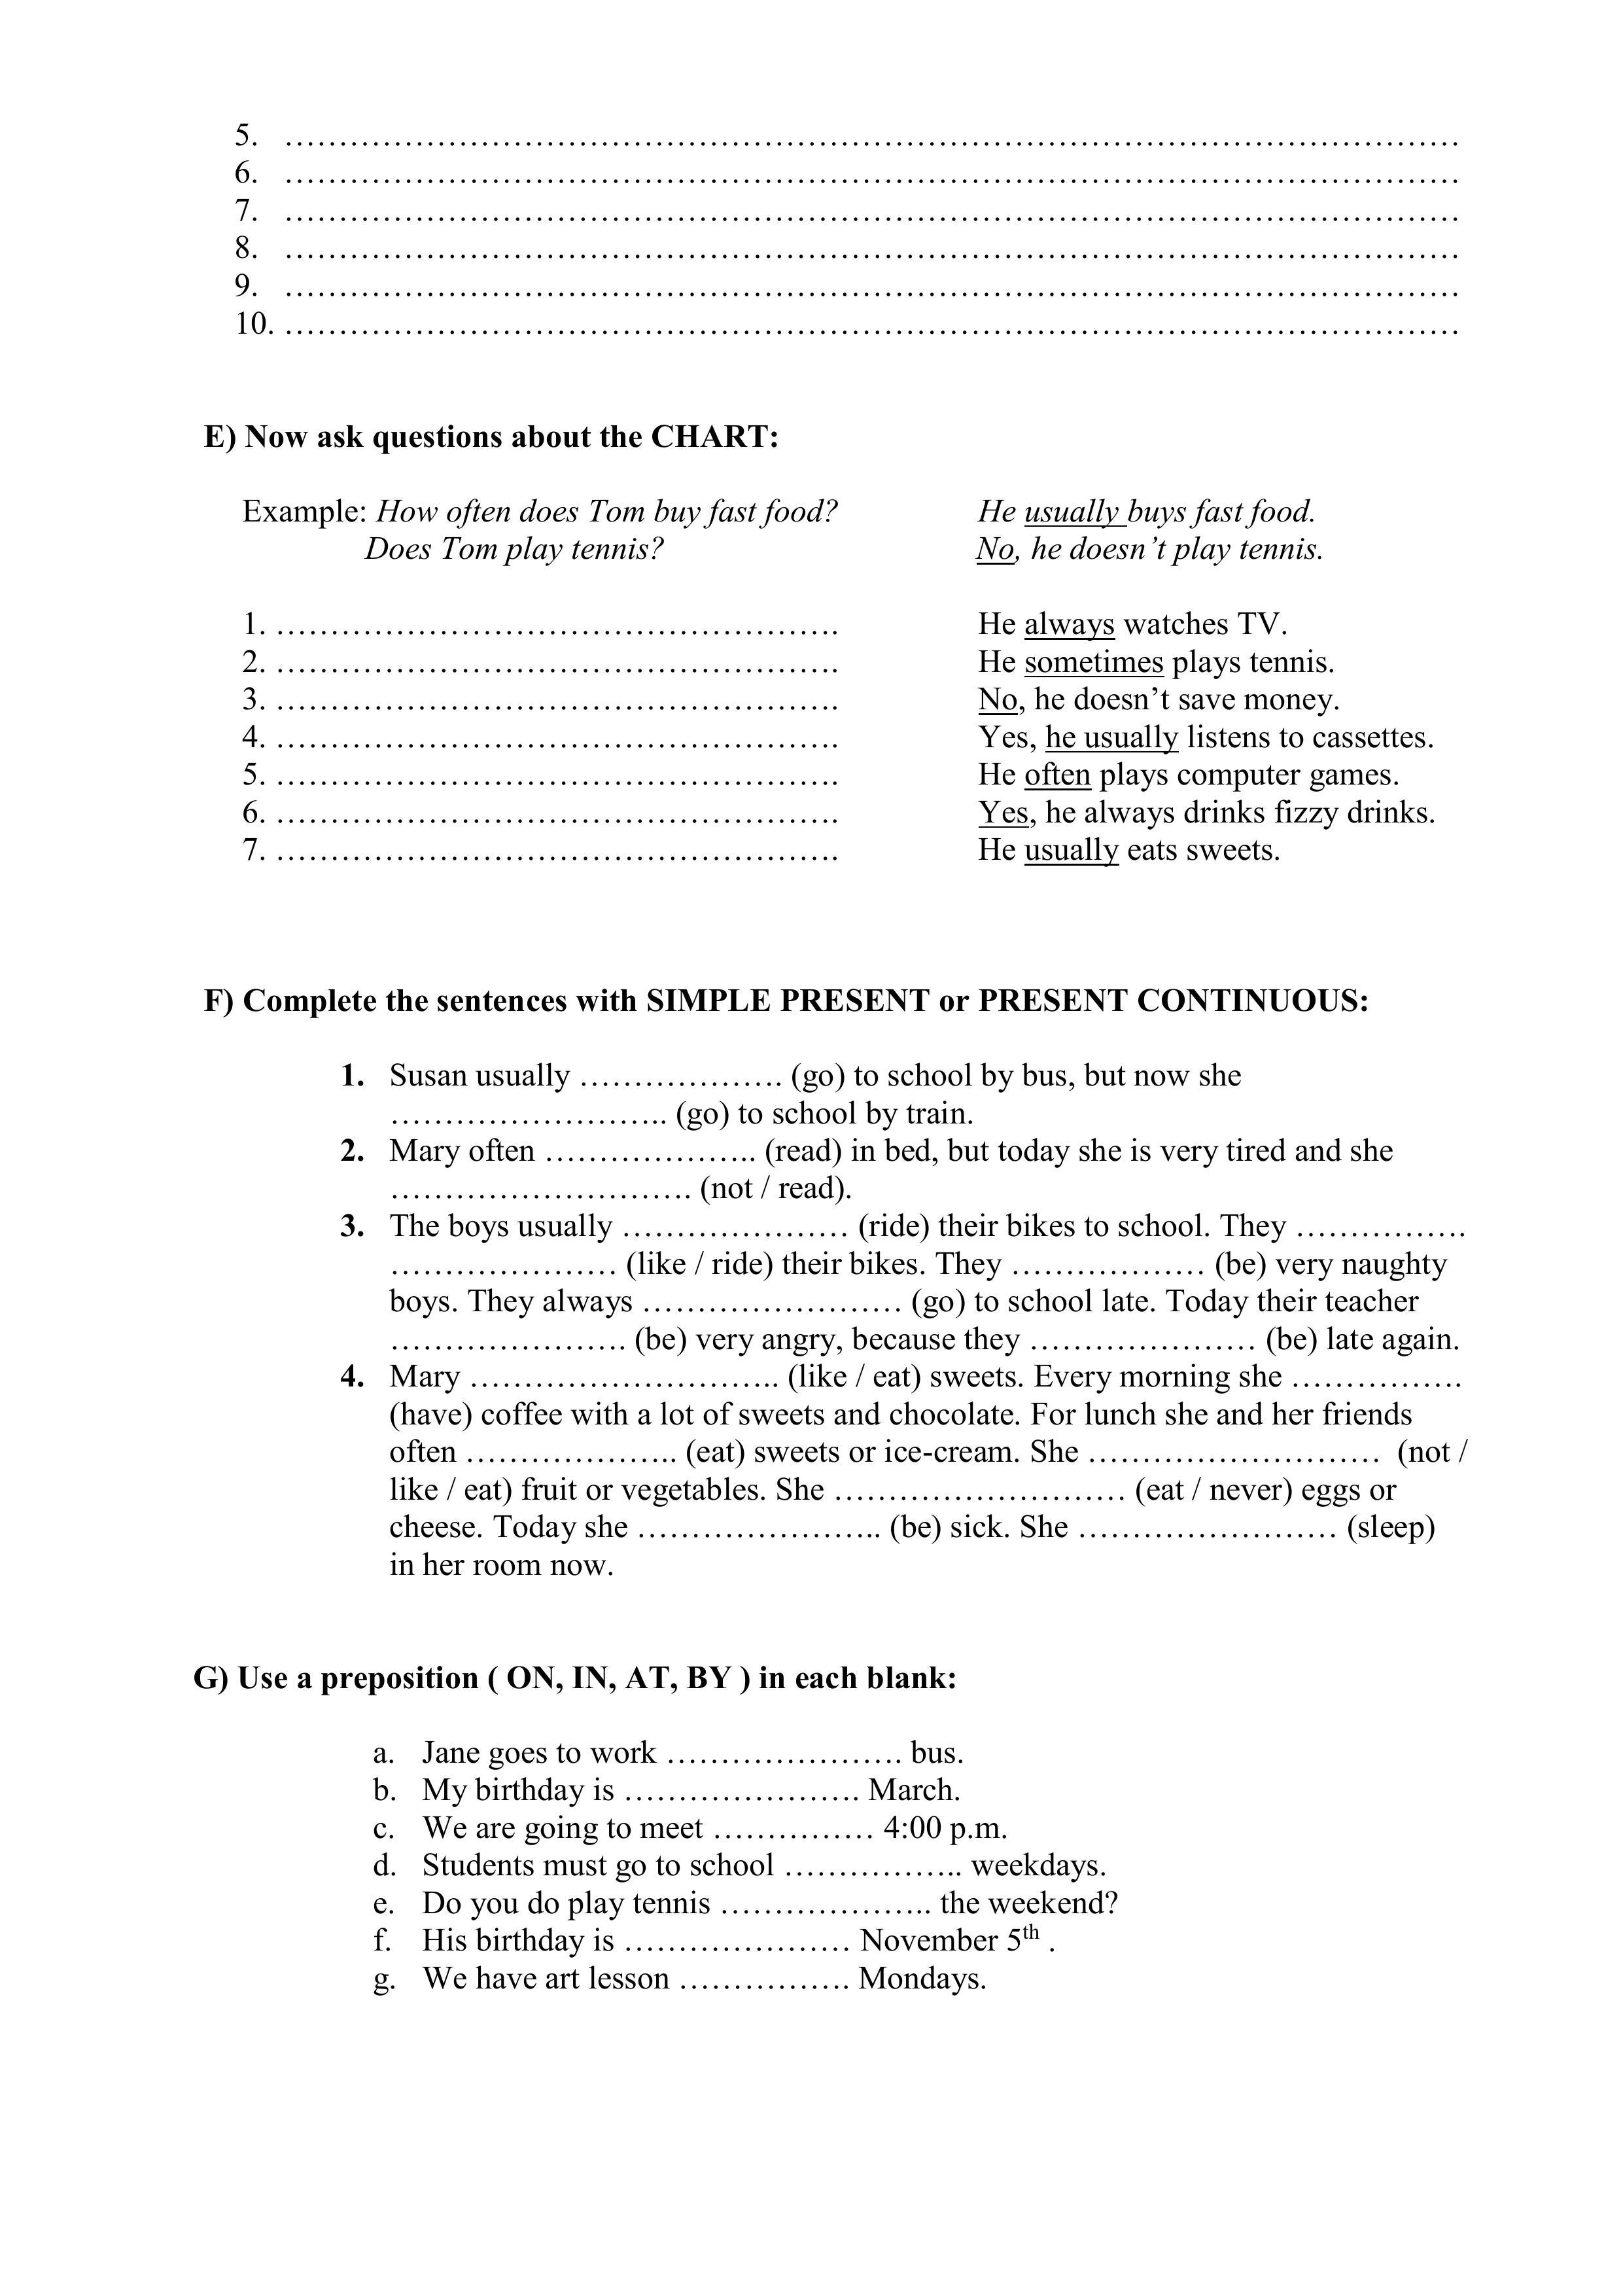 5. ………………………………………………………………………………………………
6. ………………………………………………………………………………………………
7. ………………………………………………………………………………………………
8. ………………………………………………………………………………………………
9. ………………………………………………………………………………………………
10. ………………………………………………………………………………………………
E) Now ask questions about the CHART:
Example: How often does Tom buy fast food? He usually buys fast food.
Does Tom play tennis? No, he doesn’t play tennis.
1. ……………………………………………. He always watches TV.
2. ……………………………………………. He sometimes plays tennis.
3. ……………………………………………. No, he doesn’t save money.
4. ……………………………………………. Yes, he usually listens to cassettes.
5. ……………………………………………. He often plays computer games.
6. ……………………………………………. Yes, he always drinks fizzy drinks.
7. ……………………………………………. He usually eats sweets.
F) Complete the sentences with SIMPLE PRESENT or PRESENT CONTINUOUS:
1. Susan usually ………………. (go) to school by bus, but now she
…………………….. (go) to school by train.
2. Mary often ……………….. (read) in bed, but today she is very tired and she
………………………. (not / read).
3. The boys usually ………………… (ride) their bikes to school. They …………….
………………… (like / ride) their bikes. They ……………… (be) very naughty
boys. They always …………………… (go) to school late. Today their teacher
…………………. (be) very angry, because they ………………… (be) late again.
4. Mary ……………………….. (like / eat) sweets. Every morning she …………….
(have) coffee with a lot of sweets and chocolate. For lunch she and her friends
often ……………….. (eat) sweets or ice-cream. She ……………………… (not /
like / eat) fruit or vegetables. She ……………………… (eat / never) eggs or
cheese. Today she ………………….. (be) sick. She …………………… (sleep)
in her room now.
G) Use a preposition ( ON, IN, AT, BY ) in each blank:
a. Jane goes to work …………………. bus.
b. My birthday is …………………. March.
c. We are going to meet …………… 4:00 p.m.
d. Students must go to school …………….. weekdays.
e. Do you do play tennis ……………….. the weekend?
f. His birthday is ………………… November 5th .
g. We have art lesson ……………. Mondays.